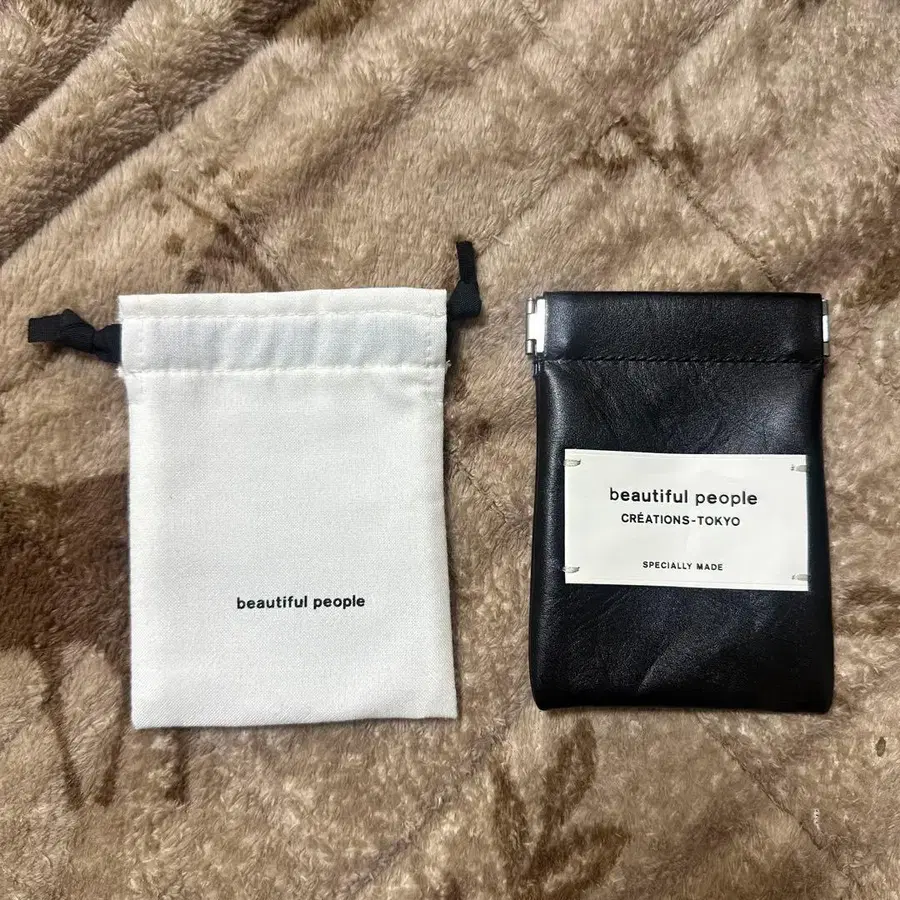 beautiful people
beautiful people
CRÉATIONS-TOKYO
SPECIALLY MADE